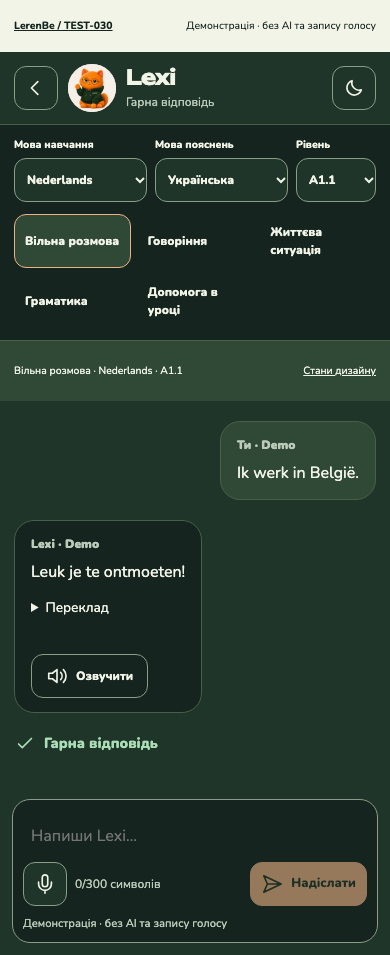 LerenBe / TEST-030
Демонстрація · без AI та запису голосу
Lexi
Гарна відповідь
Мова навчання
Мова пояснень
Рівень
Nederlands
Українська
A1.1
Вільна розмова
Говоріння
Життєва
ситуація
Граматика
Допомога в
уроці
Вільна розмова · Nederlands · A1.1
Стани дизайну
Ти · Demo
Ik werk in België.
Lexi · Demo
Leuk je te ontmoeten!
Переклад
Озвучити
Гарна відповідь
Напиши Lexi...
0/300 символів
Надіслати
Демонстрація · без AI та запису голосу